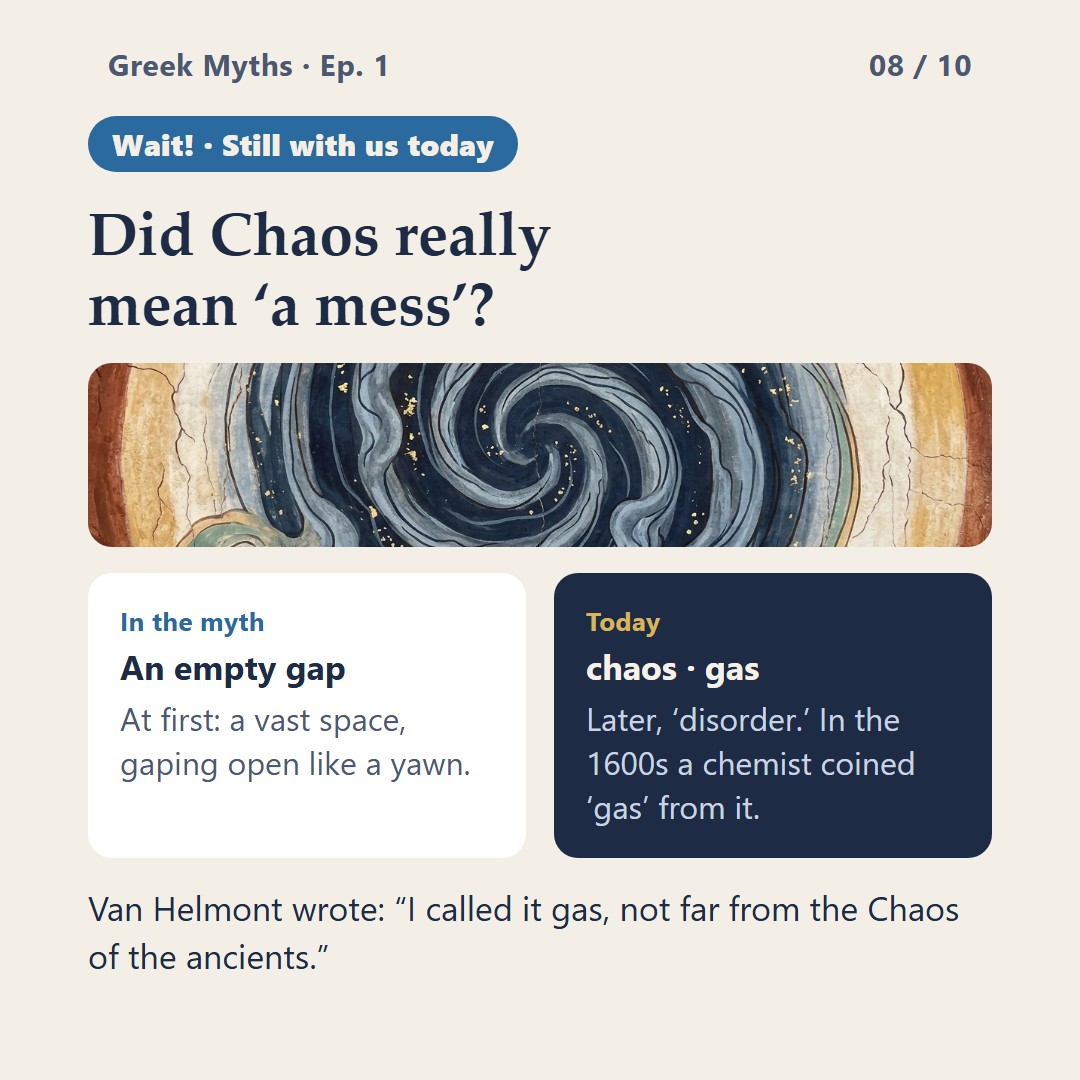 Greek Myths · Ep. 1
08 / 10
Wait! · Still with us today
Did Chaos really
mean ‘a mess’?
In the myth
An empty gap
At first: a vast space,
gaping open like a yawn.
Today
chaos · gas
Later, ‘disorder.’ In the
1600s a chemist coined
‘gas’ from it.
Van Helmont wrote: “I called it gas, not far from the Chaos
of the ancients.”